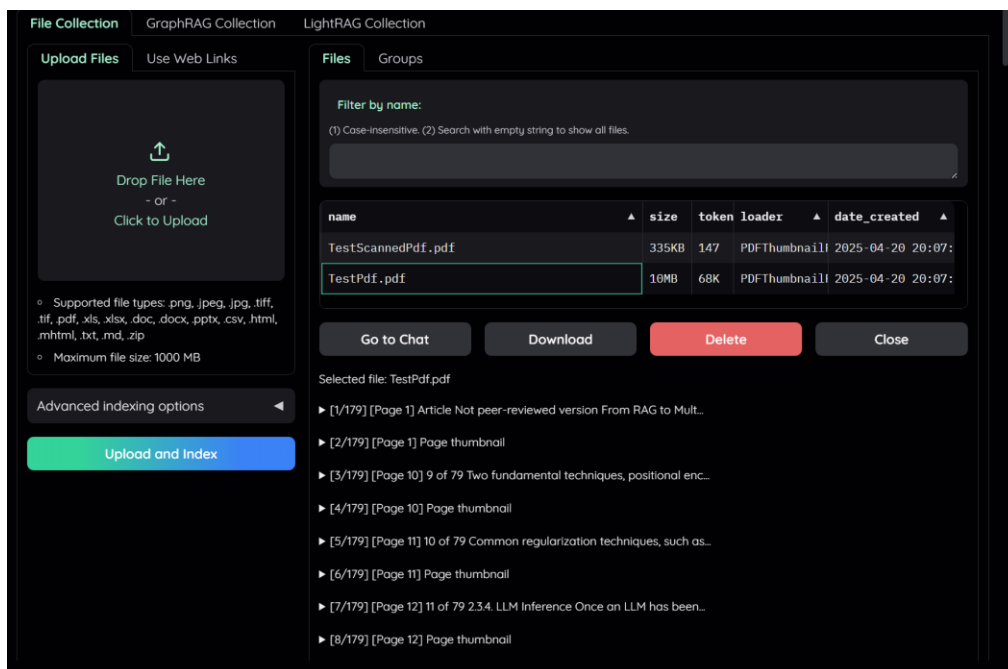 File Collection GraphRAG Collection LightRAG Collection
Upload Files Use Web Links
Drop File Here
- or -
Click to Upload
Supported file types: .png, .jpeg, .jpg, .tiff,
.tif, .pdf, .xls, .xlsx, .doc, .docx, .pptx, .csv, .html,
.mhtml, .txt, .md, .zip
Maximum file size: 1000 MB
Advanced indexing options
Upload and Index
Files Groups
Filter by name:
(1) Case-insensitive. (2) Search with empty string to show all files.
name size token loader date_created
TestScannedPdf.pdf 335KB 147 PDFThumbnail 2025-04-20 20:07:
TestPdf.pdf 10MB 68K PDFThumbnail 2025-04-20 20:07:
Go to Chat Download Delete Close
Selected file: TestPdf.pdf
[1/179] [Page 1] Article Not peer-reviewed version From RAG to Mult...
[2/179] [Page 1] Page thumbnail
[3/179] [Page 10] 9 of 79 Two fundamental techniques, positional enc...
[4/179] [Page 10] Page thumbnail
[5/179] [Page 11] 10 of 79 Common regularization techniques, such as...
[6/179] [Page 11] Page thumbnail
[7/179] [Page 12] 11 of 79 2.3.4. LLM Inference Once an LLM has been...
[8/179] [Page 12] Page thumbnail